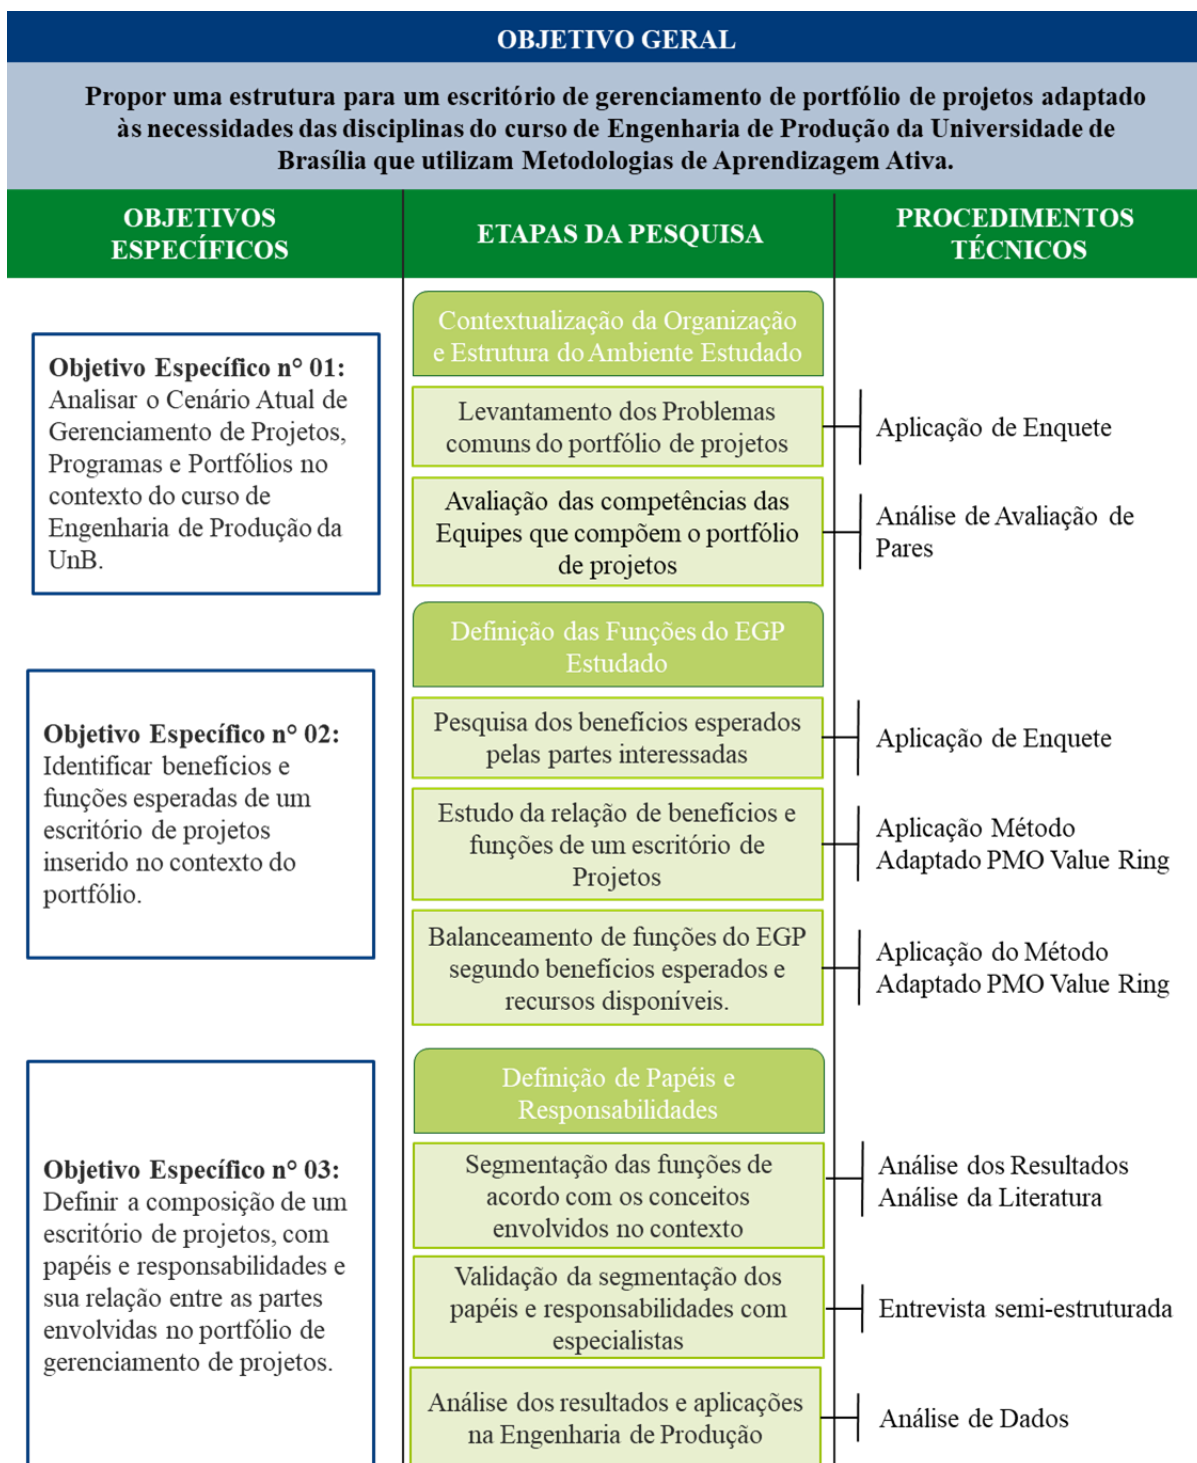 OBJETIVO GERAL
Propor uma estrutura para um escritório de gerenciamento de portfólio de projetos adaptado
às necessidades das disciplinas do curso de Engenharia de Produção da Universidade de
Brasília que utilizam Metodologias de Aprendizagem Ativa.
OBJETIVOS
ESPECÍFICOS
ETAPAS DA PESQUISA
PROCEDIMENTOS
TÉCNICOS
Objetivo Específico n° 01:
Analisar o Cenário Atual de
Gerenciamento de Projetos,
Programas e Portfólios no
contexto do curso de
Engenharia de Produção da
UnB.
Contextualização da Organização
e Estrutura do Ambiente Estudado
Levantamento dos Problemas
comuns do portfólio de projetos
Aplicação de Enquete
Avaliação das competências das
Equipes que compõem o portfólio
de projetos
Análise de Avaliação de
Pares
Objetivo Específico n° 02:
Identificar benefícios e
funções esperadas de um
escritório de projetos
inserido no contexto do
portfólio.
Definição das Funções do EGP
Estudado
Pesquisa dos benefícios esperados
pelas partes interessadas
Aplicação de Enquete
Estudo da relação de benefícios e
funções de um escritório de
Projetos
Aplicação Método
Adaptado PMO Value Ring
Balanceamento de funções do EGP
segundo benefícios esperados e
recursos disponíveis.
Aplicação do Método
Adaptado PMO Value Ring
Objetivo Específico n° 03:
Definir a composição de um
escritório de projetos, com
papéis e responsabilidades e
sua relação entre as partes
envolvidas no portfólio de
gerenciamento de projetos.
Definição de Papéis e
Responsabilidades
Segmentação das funções de
acordo com os conceitos
envolvidos no contexto
Análise dos Resultados
Análise da Literatura
Validação da segmentação dos
papéis e responsabilidades com
especialistas
Entrevista semi-estruturada
Análise dos resultados e aplicações
na Engenharia de Produção
Análise de Dados